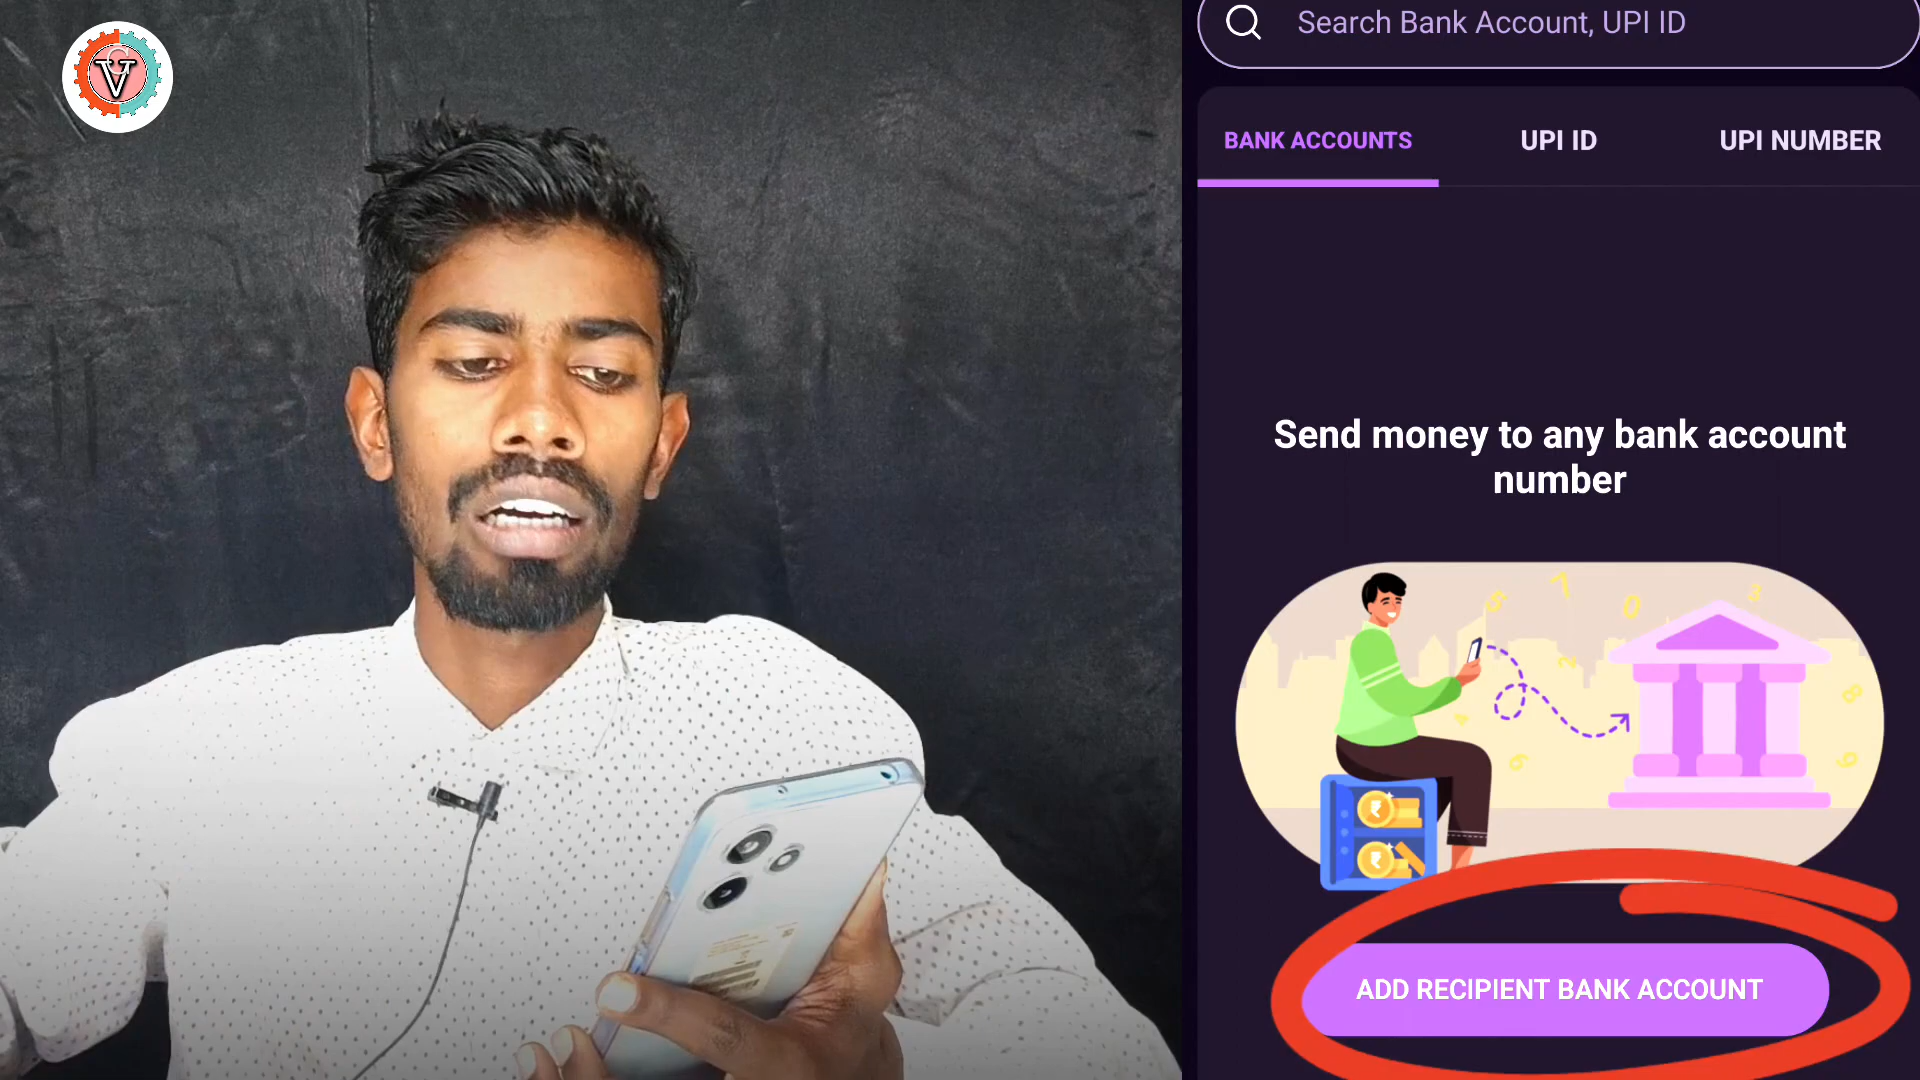 GV
Search Bank Account, UPI ID
BANK ACCOUNTS
UPI ID
UPI NUMBER
Send money to any bank account
number
ADD RECIPIENT BANK ACCOUNT